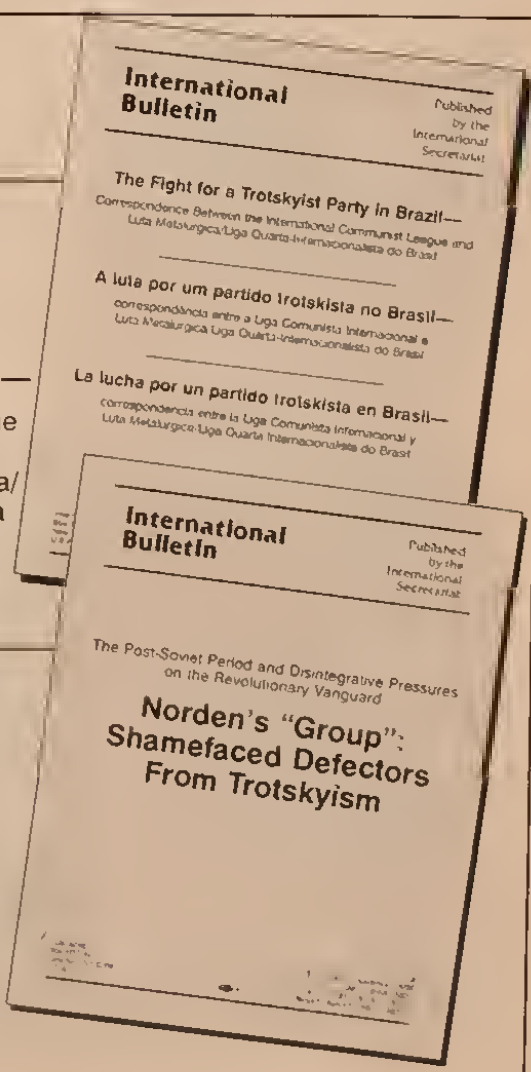 International
Bulletin
Published
by the
International
Secretariat
The Fight for a Trotskyist Party in Brazil—
Correspondence Between the International Communist League and
Luta Metalúrgica/Liga Quarta-Internacionalista do Brasil
A luta por um partido trotskista no Brasil—
correspondência entre a Liga Comunista Internacional e
Luta Metalúrgica/Liga Quarta-Internacionalista do Brasil
La lucha por un partido trotskista en Brasil—
correspondencia entre la Liga Comunista Internacional y
Luta Metalúrgica/Liga Quarta-Internacionalista do Brasil
—
e
a/
a
International
Bulletin
Published
by the
International
Secretariat
The Post-Soviet Period and Disintegrative Pressures
on the Revolutionary Vanguard
Norden's “Group”:
Shamefaced Defectors
From Trotskyism